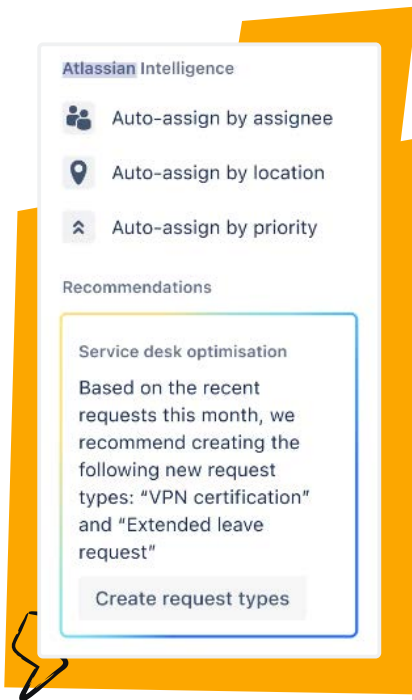 Atlassian Intelligence
Auto-assign by assignee
Auto-assign by location
Auto-assign by priority
Recommendations
Service desk optimisation
Based on the recent
requests this month, we
recommend creating the
following new request
types: “VPN certification”
and “Extended leave
request”
Create request types